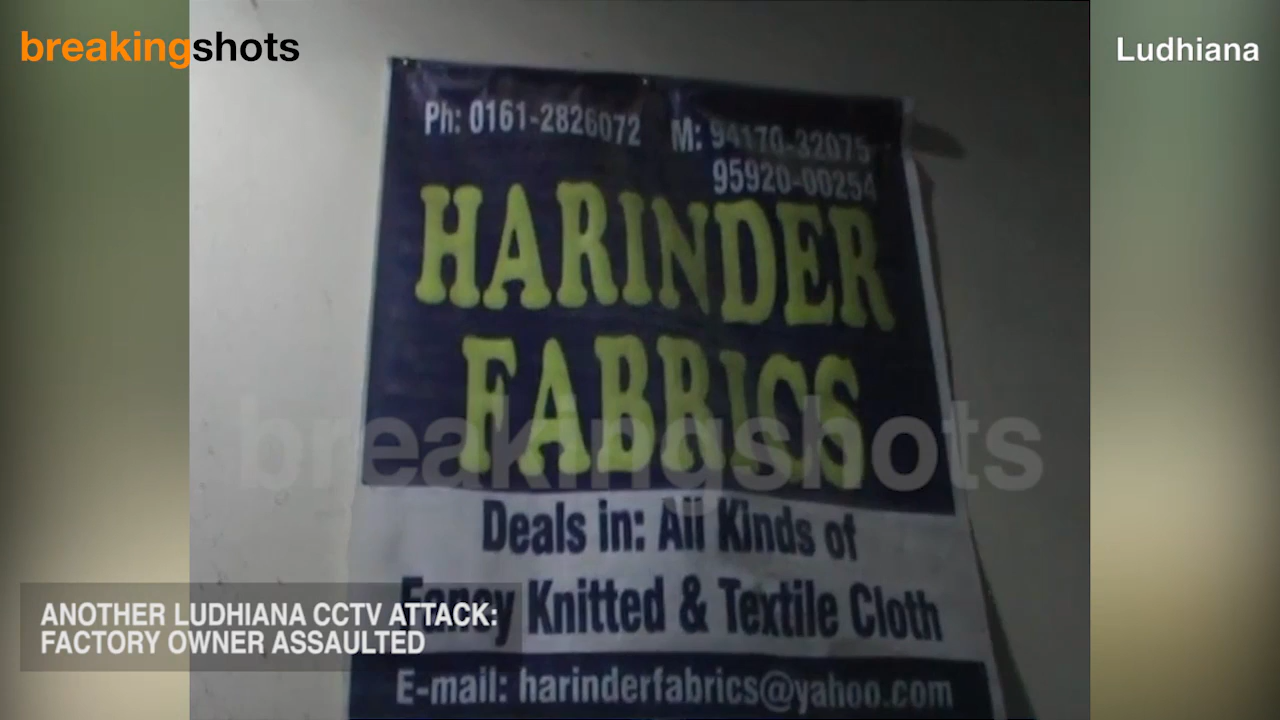 breakingshots
Ludhiana
Ph: 0161-2826072 M: 94170-32075
95920-00254
HARINDER
FABRICS
breakingshots
Deals in: All Kinds of
Fancy Knitted & Textile Cloth
E-mail: harinderfabrics@yahoo.com
ANOTHER LUDHIANA CCTV ATTACK:
FACTORY OWNER ASSAULTED